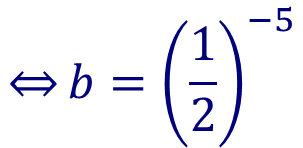 ⇔ b = (1/2)^{-5}